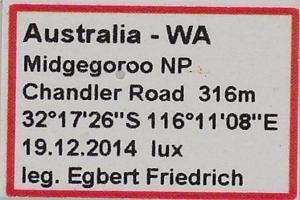 Australia - WA
Midgegoroo NP
Chandler Road 316m
32°17'26"S 116°11'08"E
19.12.2014 lux
leg. Egbert Friedrich